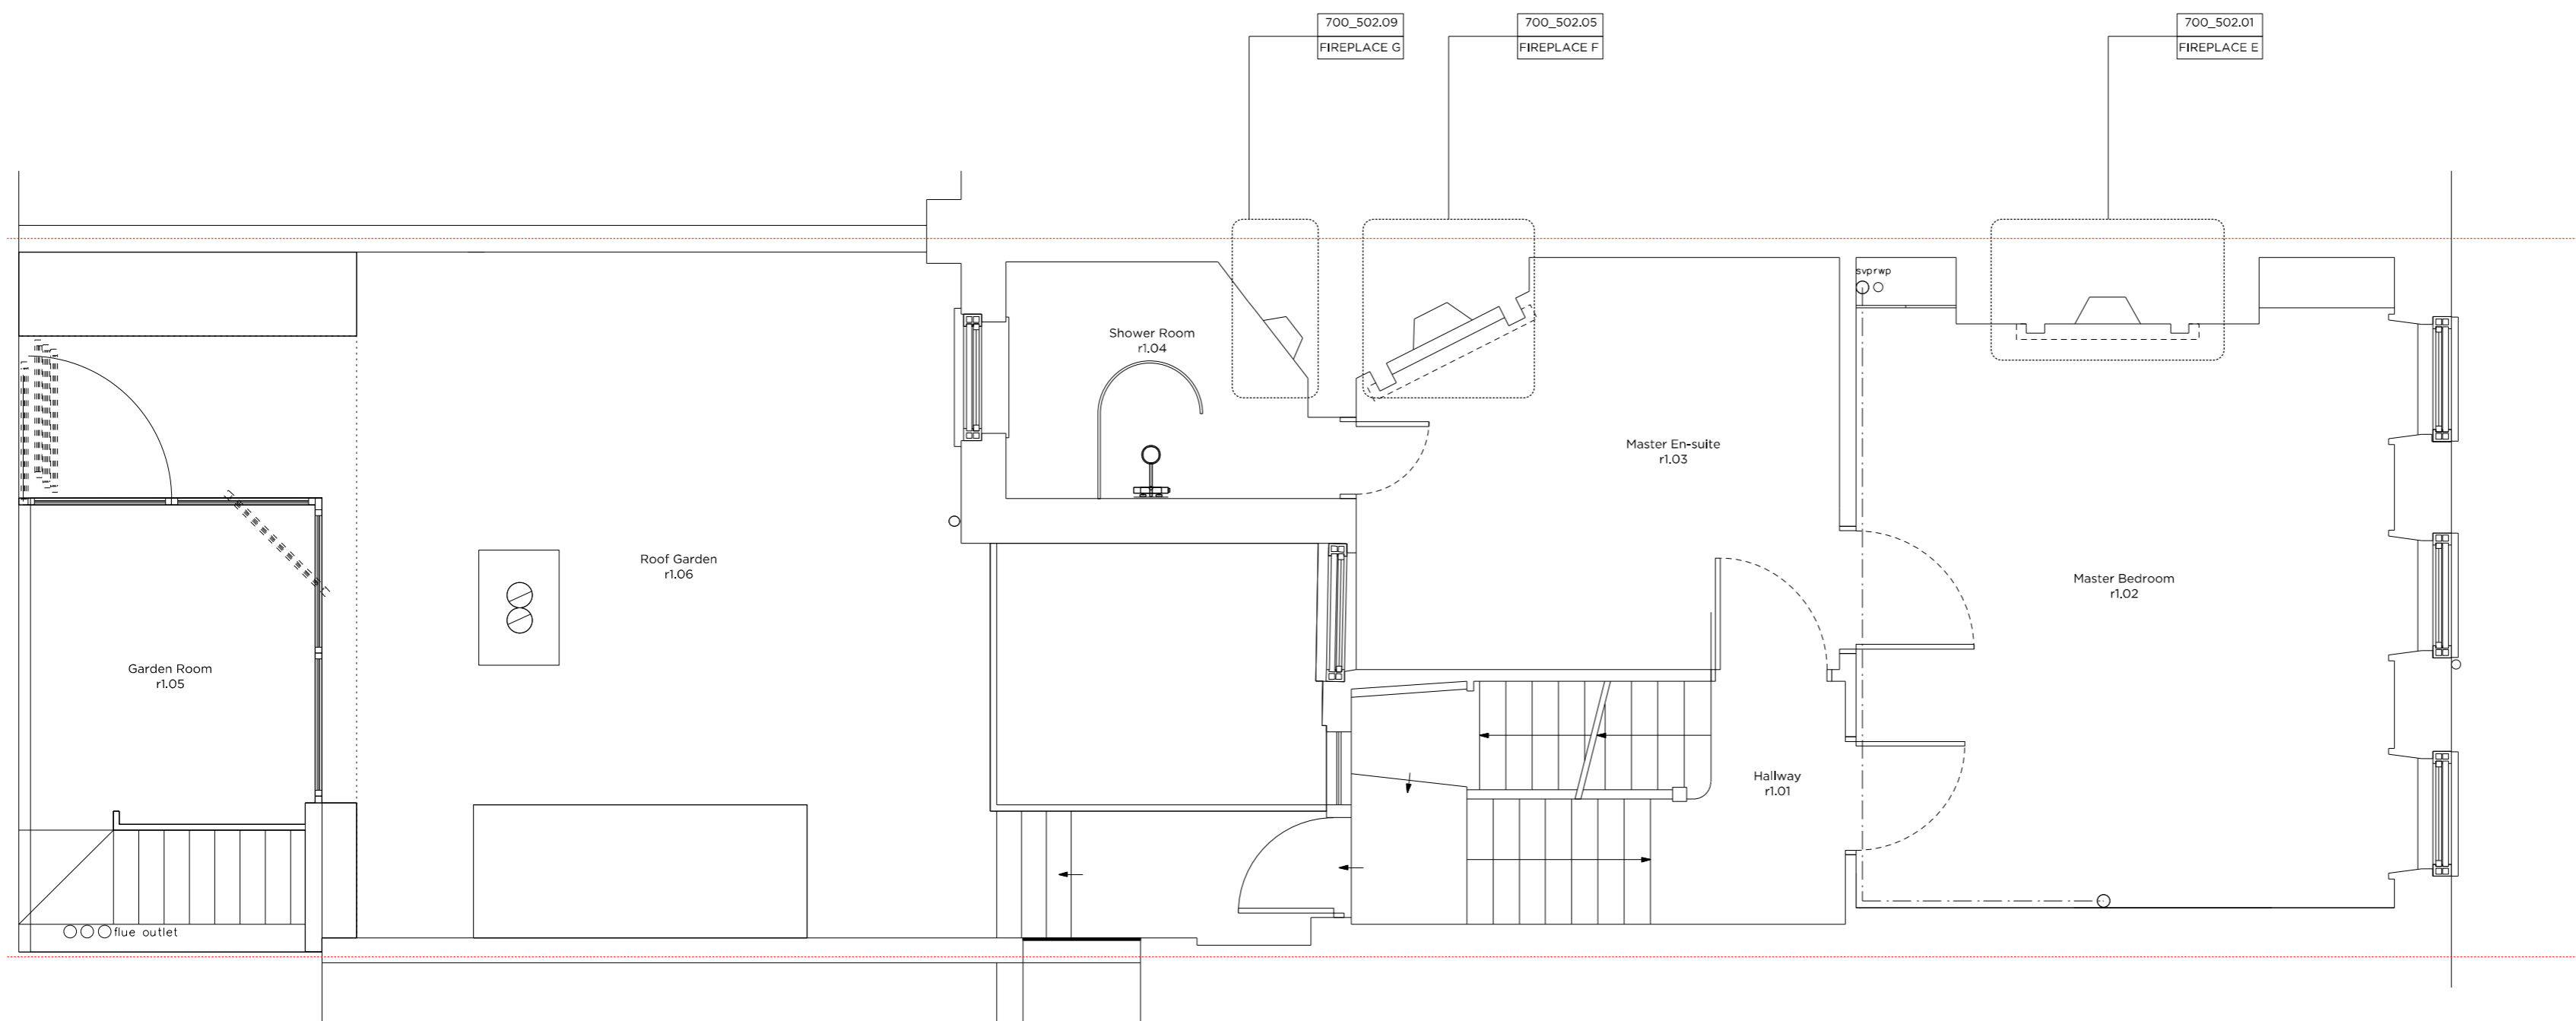 700_502.09
FIREPLACE G
700_502.05
FIREPLACE F
700_502.01
FIREPLACE E
svprwp
Shower Room
r1.04
Master En-suite
r1.03
Roof Garden
r1.06
Master Bedroom
r1.02
Garden Room
r1.05
Hallway
r1.01
flue outlet